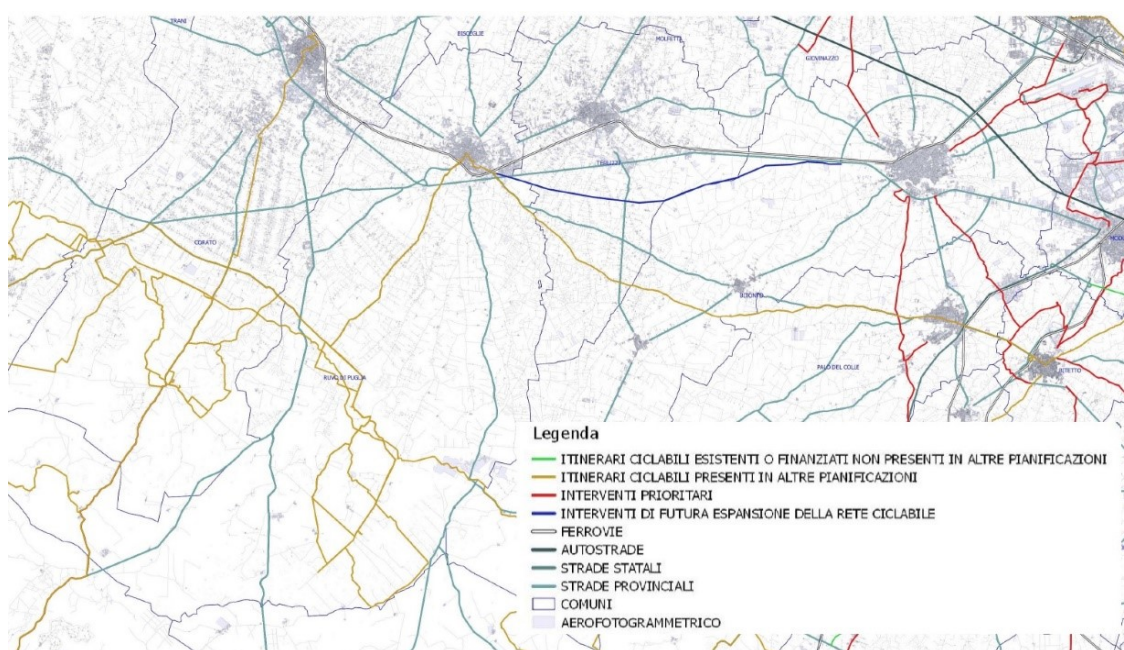 TRANI
BISCEGLIE
MOLFETTA
GIOVINAZZO
TERLIZZI
CORATO
BITONTO
RUVO DI PUGLIA
PALO DEL COLLE
BITETTO
Legenda
ITINERARI CICLABILI ESISTENTI O FINANZIATI NON PRESENTI IN ALTRE PIANIFICAZIONI
ITINERARI CICLABILI PRESENTI IN ALTRE PIANIFICAZIONI
INTERVENTI PRIORITARI
INTERVENTI DI FUTURA ESPANSIONE DELLA RETE CICLABILE
FERROVIE
AUTOSTRADE
STRADE STATALI
STRADE PROVINCIALI
COMUNI
AEROFOTOGRAMMETRICO